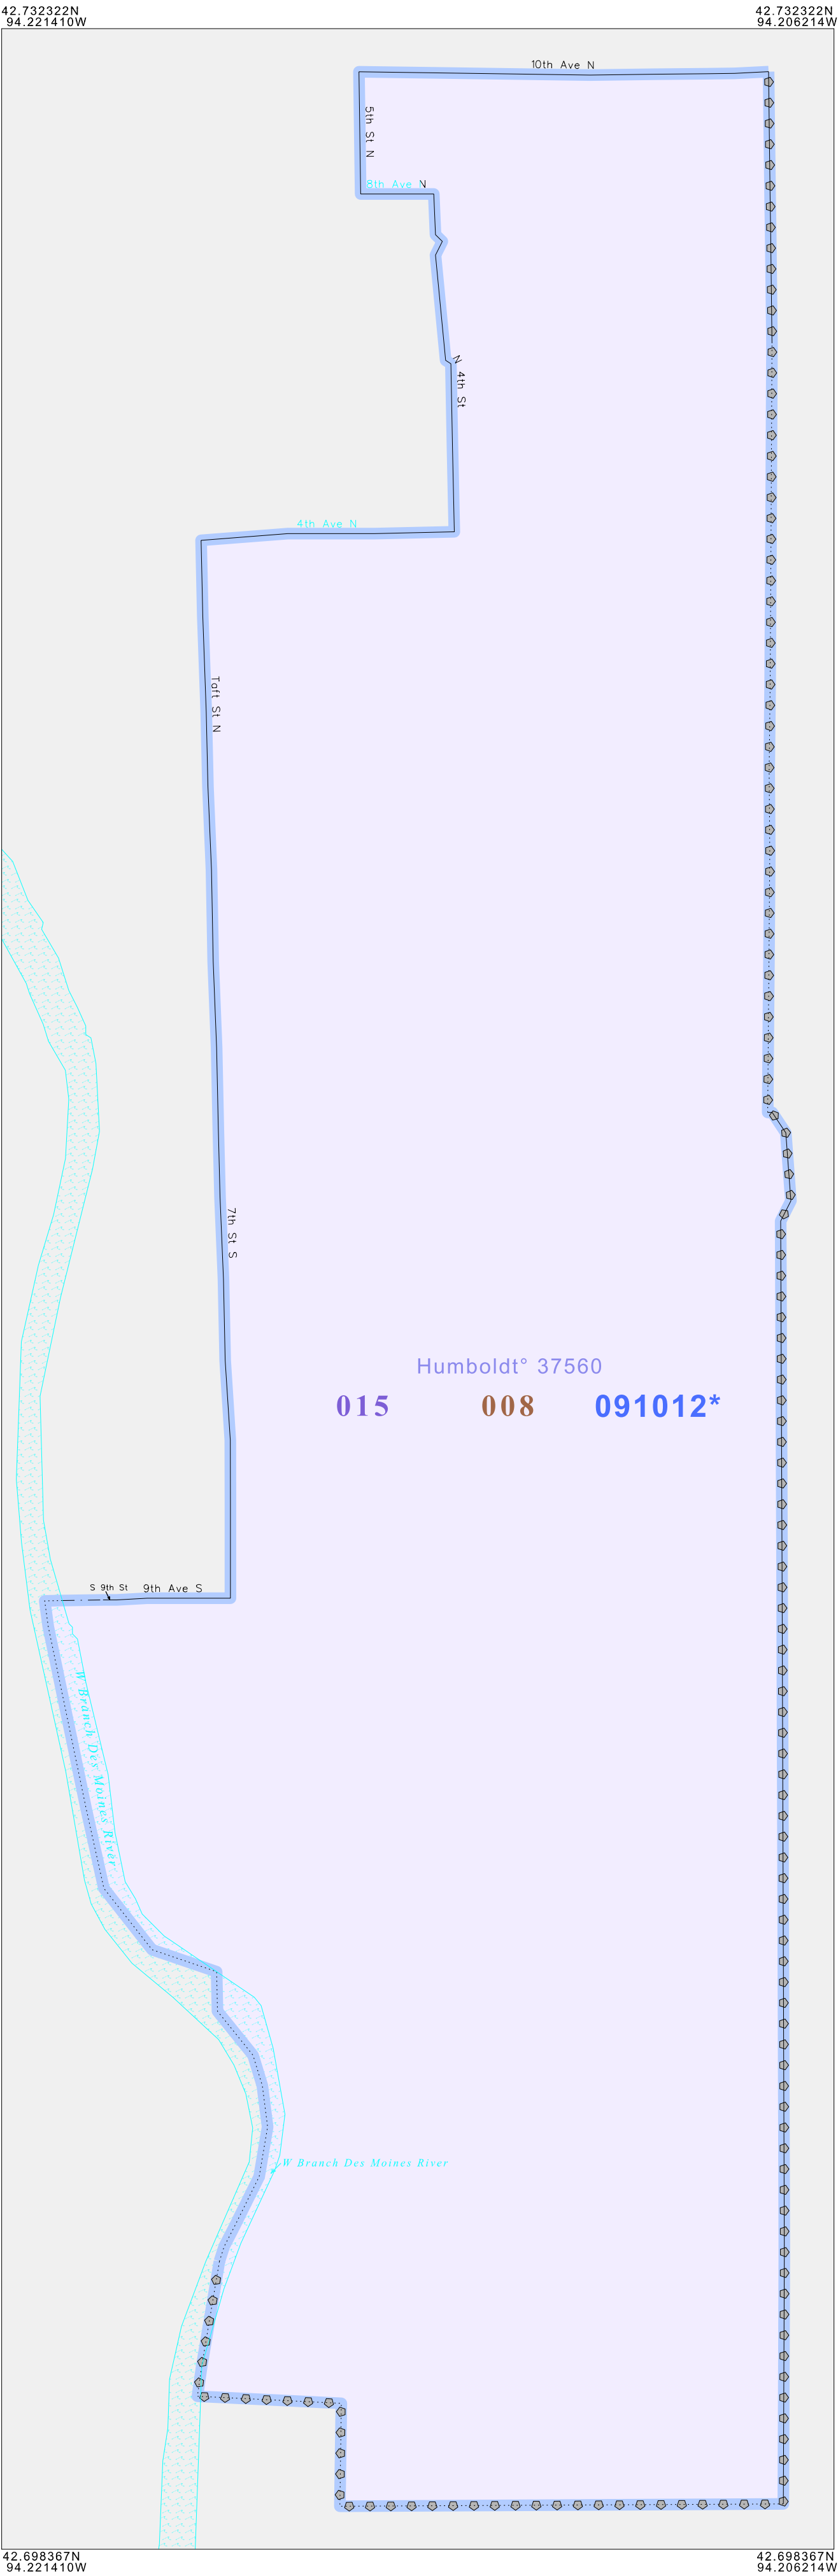 42.732322N
94.221410W
42.732322N
94.206214W
10th Ave N
5th St N
8th Ave N
N 4th St
4th Ave N
Taft St N
7th St S
Humboldt° 37560
015 008 091012*
S 9th St
9th Ave S
W Branch Des Moines River
W Branch Des Moines River
42.698367N
94.221410W
42.698367N
94.206214W